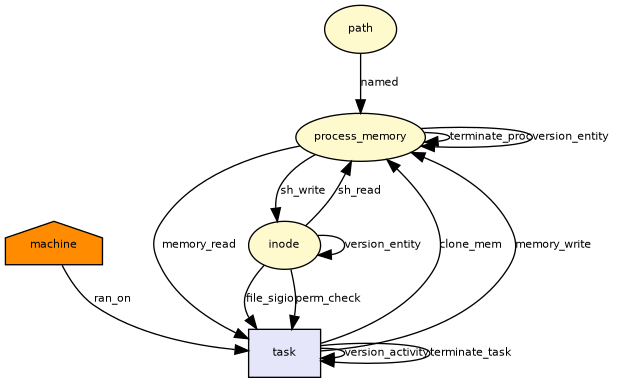 path
named
process_memory
terminate_proc
version_entity
sh_write
sh_read
machine
memory_read
inode
version_entity
clone_mem
memory_write
ran_on
file_sigio
perm_check
task
version_activity
terminate_task